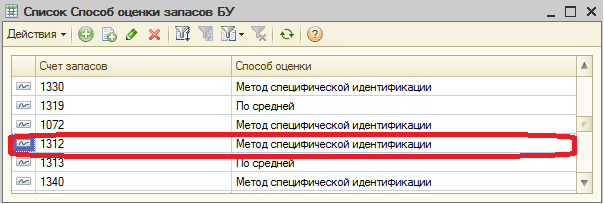 Список Способ оценки запасов БУ
Действия
Счет запасов Способ оценки
1330 Метод специфической идентификации
1319 По средней
1072 Метод специфической идентификации
1312 Метод специфической идентификации
1313 По средней
1340 Метод специфической идентификации